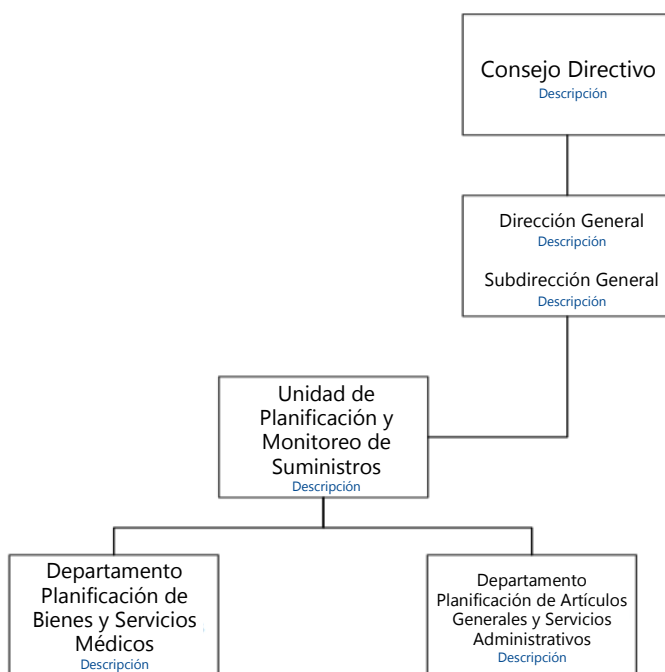 Consejo Directivo
Descripción
Dirección General
Descripción
Subdirección General
Descripción
Unidad de
Planificación y
Monitoreo de
Suministros
Descripción
Departamento
Planificación de
Bienes y Servicios
Médicos
Descripción
Departamento
Planificación de Artículos
Generales y Servicios
Administrativos
Descripción